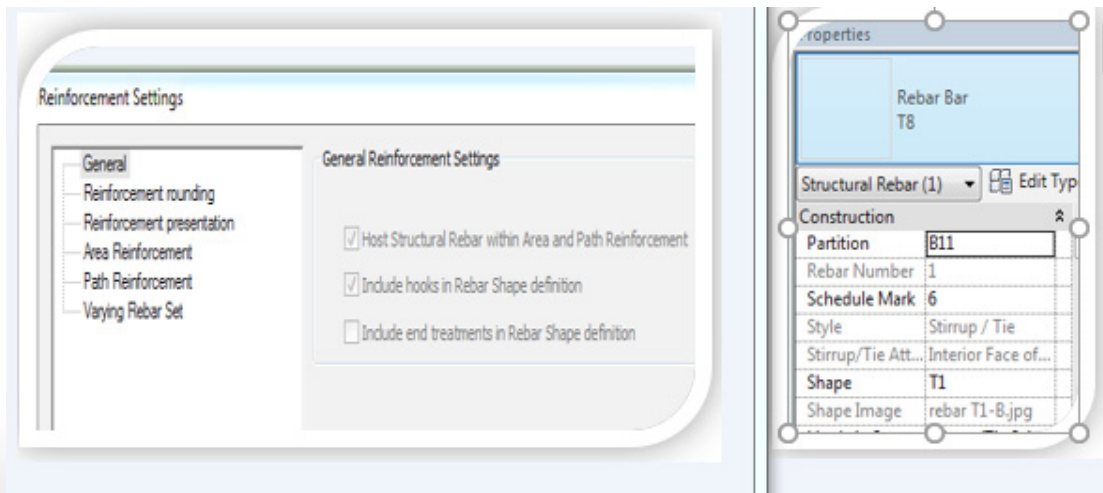 Reinforcement Settings
General
Reinforcement rounding
Reinforcement presentation
Area Reinforcement
Path Reinforcement
Varying Rebar Set
General Reinforcement Settings
Host Structural Rebar within Area and Path Reinforcement
Include hooks in Rebar Shape definition
Include end treatments in Rebar Shape definition
Properties
Rebar Bar
T8
Structural Rebar (1) Edit Typ
Construction
Partition B11
Rebar Number 1
Schedule Mark 6
Style Stirrup / Tie
Stirrup/Tie Att... Interior Face of...
Shape T1
Shape Image rebar T1-B.jpg